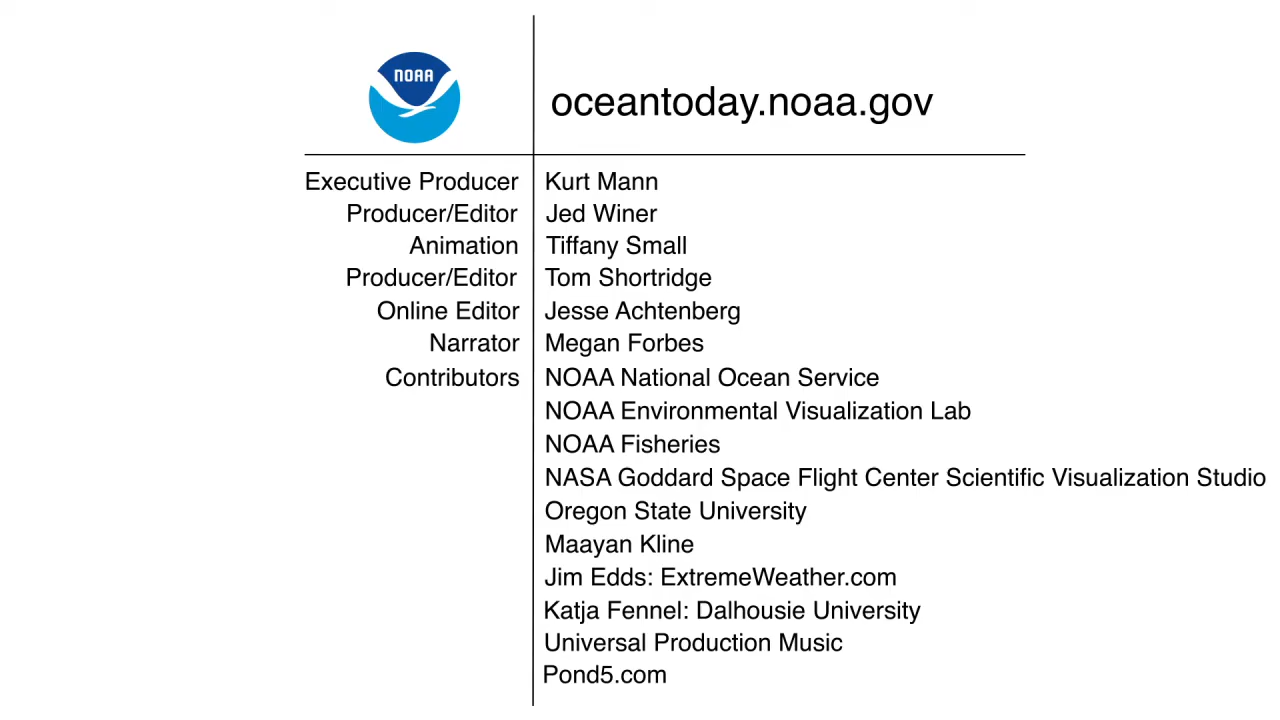 NOAA
oceantoday.noaa.gov
Executive Producer Kurt Mann
Producer/Editor Jed Winer
Animation Tiffany Small
Producer/Editor Tom Shortridge
Online Editor Jesse Achtenberg
Narrator Megan Forbes
Contributors NOAA National Ocean Service
NOAA Environmental Visualization Lab
NOAA Fisheries
NASA Goddard Space Flight Center Scientific Visualization Studio
Oregon State University
Maayan Kline
Jim Edds: ExtremeWeather.com
Katja Fennel: Dalhousie University
Universal Production Music
Pond5.com